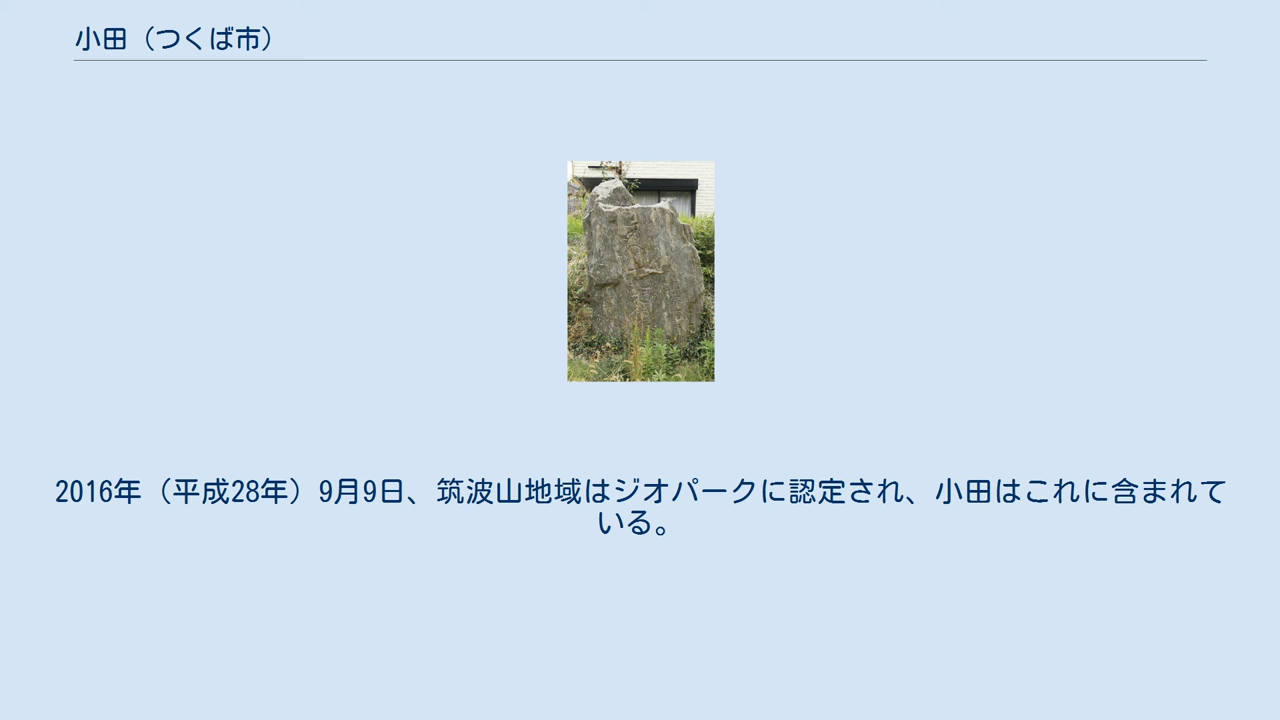 小田（つくば市）
2016年（平成28年）9月9日、筑波山地域はジオパークに認定され、小田はこれに含まれて
いる。